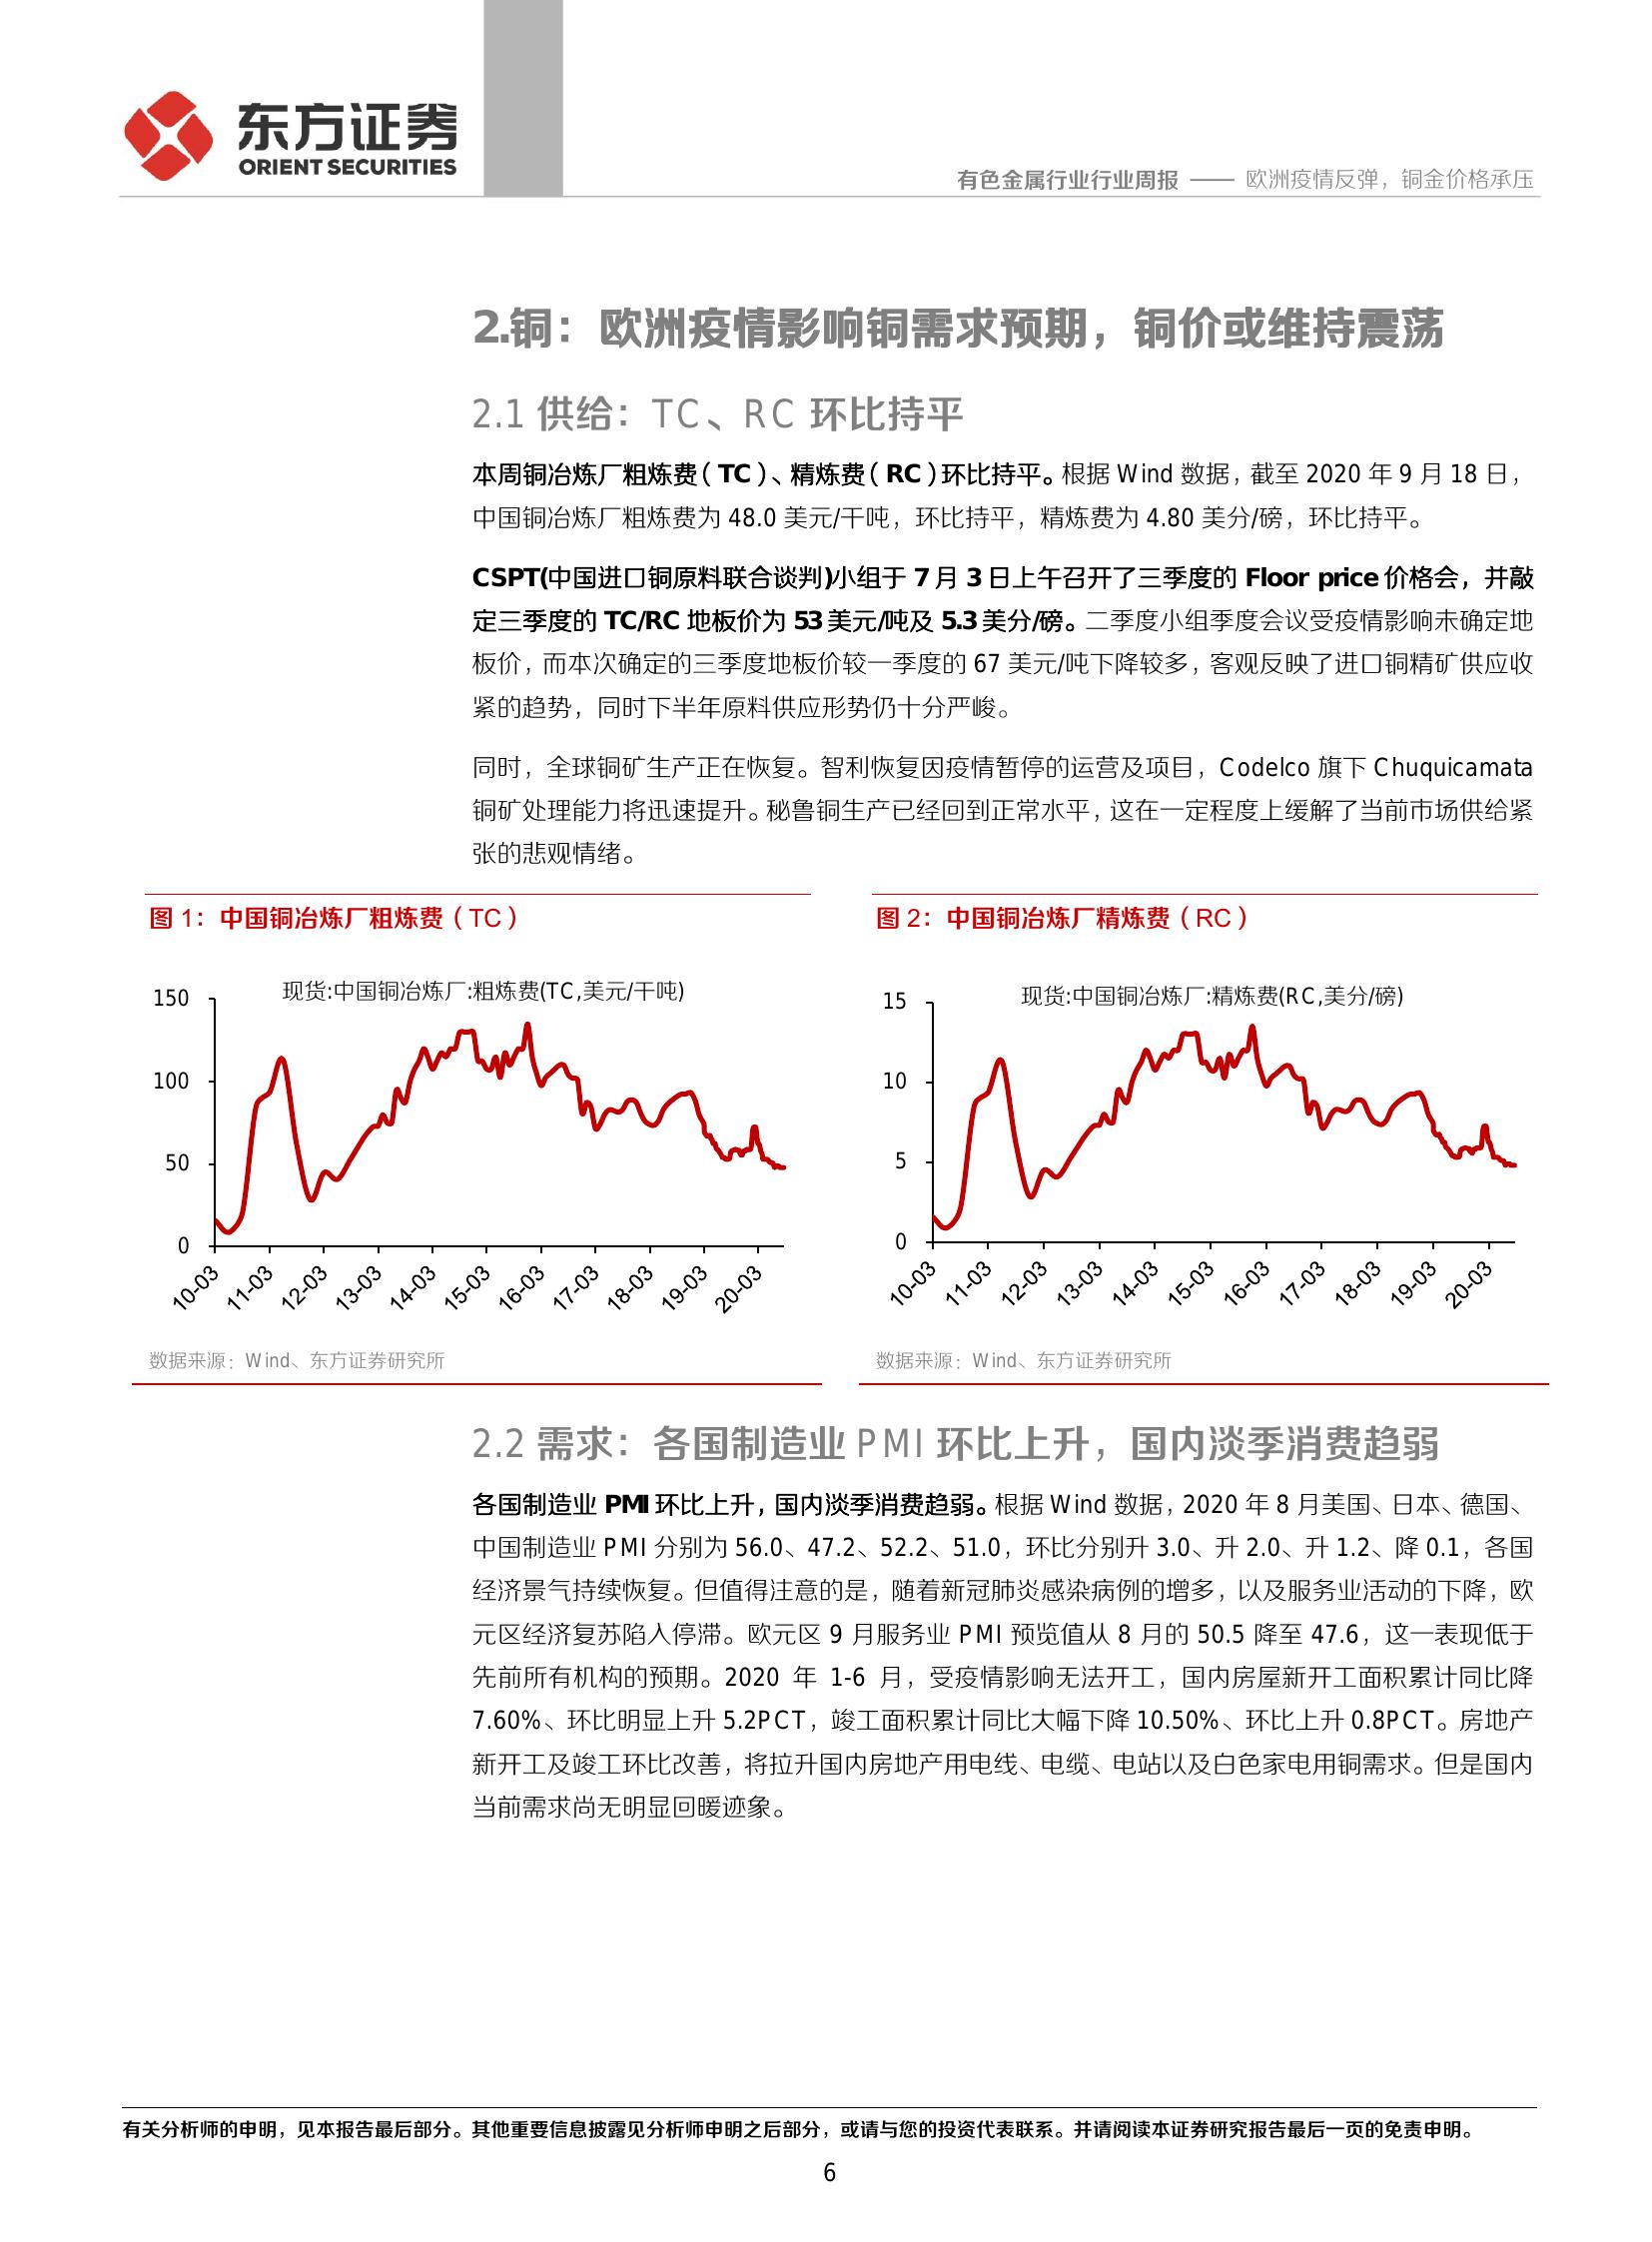 东方证券
ORIENT SECURITIES
有色金属行业行业周报 —— 欧洲疫情反弹，铜金价格承压
2.铜：欧洲疫情影响铜需求预期，铜价或维持震荡
2.1 供给：TC、RC 环比持平
本周铜冶炼厂粗炼费（TC）、精炼费（RC）环比持平。根据 Wind 数据，截至 2020 年 9 月 18 日，
中国铜冶炼厂粗炼费为 48.0 美元/干吨，环比持平，精炼费为 4.80 美分/磅，环比持平。
CSPT(中国进口铜原料联合谈判)小组于 7 月 3 日上午召开了三季度的 Floor price 价格会，并敲
定三季度的 TC/RC 地板价为 53 美元/吨及 5.3 美分/磅。二季度小组季度会议受疫情影响未确定地
板价，而本次确定的三季度地板价较一季度的 67 美元/吨下降较多，客观反映了进口铜精矿供应收
紧的趋势，同时下半年原料供应形势仍十分严峻。
同时，全球铜矿生产正在恢复。智利恢复因疫情暂停的运营及项目，Codelco 旗下 Chuquicamata
铜矿处理能力将迅速提升。秘鲁铜生产已经回到正常水平，这在一定程度上缓解了当前市场供给紧
张的悲观情绪。
图 1：中国铜冶炼厂粗炼费（TC）
现货:中国铜冶炼厂:粗炼费(TC,美元/干吨)
150
100
50
0
10-03 11-03 12-03 13-03 14-03 15-03 16-03 17-03 18-03 19-03 20-03
数据来源：Wind、东方证券研究所
图 2：中国铜冶炼厂精炼费（RC）
现货:中国铜冶炼厂:精炼费(RC,美分/磅)
15
10
5
0
10-03 11-03 12-03 13-03 14-03 15-03 16-03 17-03 18-03 19-03 20-03
数据来源：Wind、东方证券研究所
2.2 需求：各国制造业 PMI 环比上升，国内淡季消费趋弱
各国制造业 PMI 环比上升，国内淡季消费趋弱。根据 Wind 数据，2020 年 8 月美国、日本、德国、
中国制造业 PMI 分别为 56.0、47.2、52.2、51.0，环比分别升 3.0、升 2.0、升 1.2、降 0.1，各国
经济景气持续恢复。但值得注意的是，随着新冠肺炎感染病例的增多，以及服务业活动的下降，欧
元区经济复苏陷入停滞。欧元区 9 月服务业 PMI 预览值从 8 月的 50.5 降至 47.6，这一表现低于
先前所有机构的预期。2020 年 1-6 月，受疫情影响无法开工，国内房屋新开工面积累计同比降
7.60%、环比明显上升 5.2PCT，竣工面积累计同比大幅下降 10.50%、环比上升 0.8PCT。房地产
新开工及竣工环比改善，将拉升国内房地产用电线、电缆、电站以及白色家电用铜需求。但是国内
当前需求尚无明显回暖迹象。
有关分析师的申明，见本报告最后部分。其他重要信息披露见分析师申明之后部分，或请与您的投资代表联系。并请阅读本证券研究报告最后一页的免责申明。
6